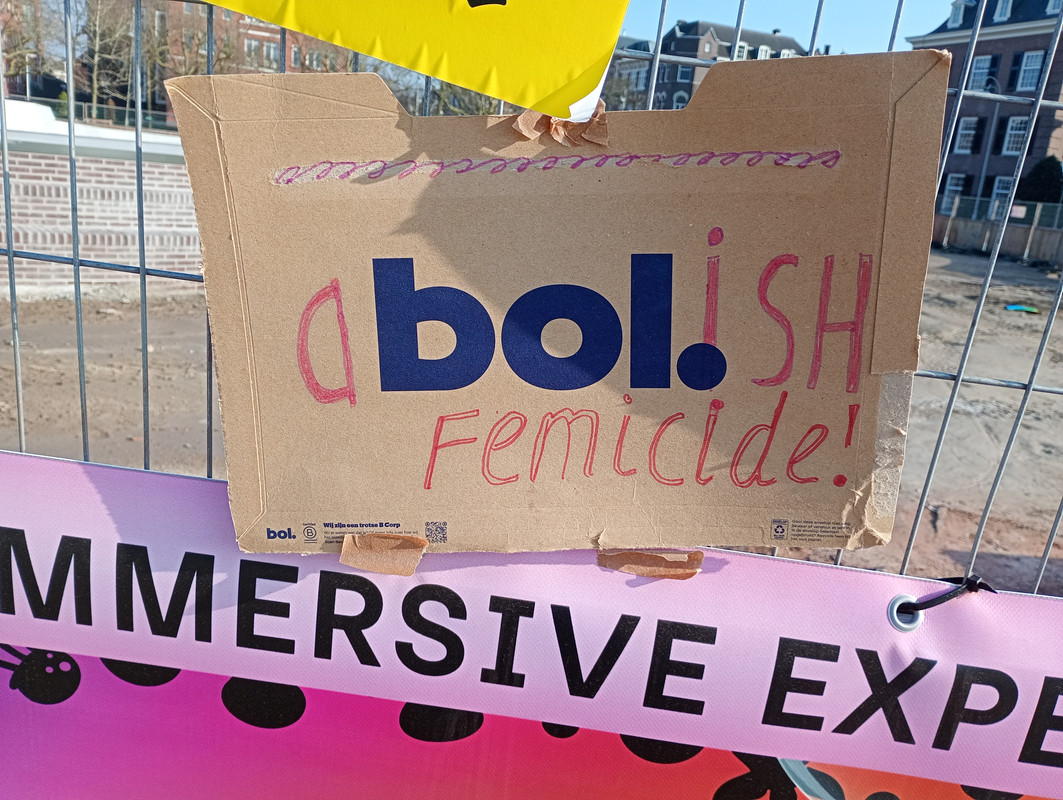 abol.iSH
Femicide!
bol.
Wij zijn een trotse B Corp
MMERSIVE EXPE